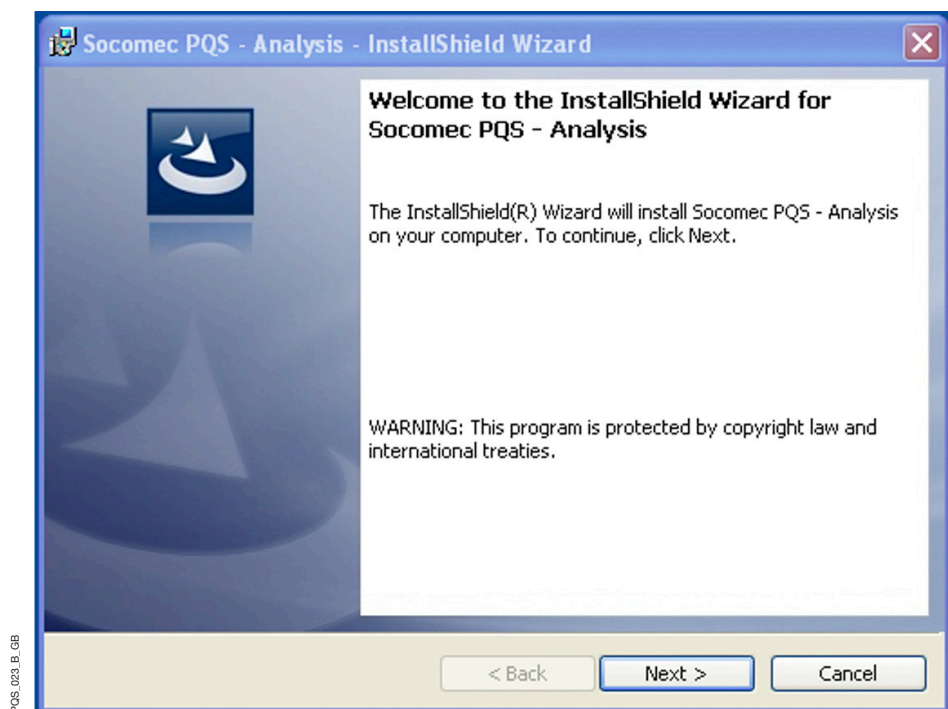 Socomec PQS - Analysis - InstallShield Wizard
Welcome to the InstallShield Wizard for
Socomec PQS - Analysis
The InstallShield(R) Wizard will install Socomec PQS - Analysis
on your computer. To continue, click Next.
WARNING: This program is protected by copyright law and
international treaties.
< Back
Next >
Cancel
PQS_023_B_GB